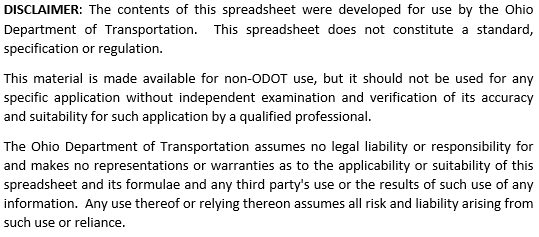 DISCLAIMER: The contents of this spreadsheet were developed for use by the Ohio
Department of Transportation. This spreadsheet does not constitute a standard,
specification or regulation.
This material is made available for non-ODOT use, but it should not be used for any
specific application without independent examination and verification of its accuracy
and suitability for such application by a qualified professional.
The Ohio Department of Transportation assumes no legal liability or responsibility for
and makes no representations or warranties as to the applicability or suitability of this
spreadsheet and its formulae and any third party's use or the results of such use of any
information. Any use thereof or relying thereon assumes all risk and liability arising from
such use or reliance.